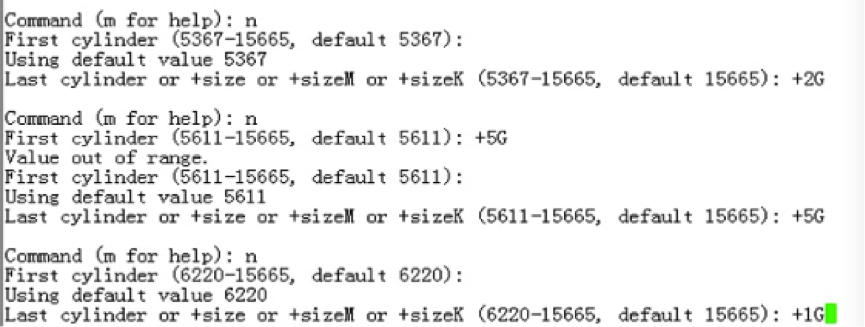 Command (m for help): n
First cylinder (5367-15665, default 5367):
Using default value 5367
Last cylinder or +size or +sizeM or +sizeK (5367-15665, default 15665): +2G
Command (m for help): n
First cylinder (5611-15665, default 5611): +5G
Value out of range.
First cylinder (5611-15665, default 5611):
Using default value 5611
Last cylinder or +size or +sizeM or +sizeK (5611-15665, default 15665): +5G
Command (m for help): n
First cylinder (6220-15665, default 6220):
Using default value 6220
Last cylinder or +size or +sizeM or +sizeK (6220-15665, default 15665): +1G